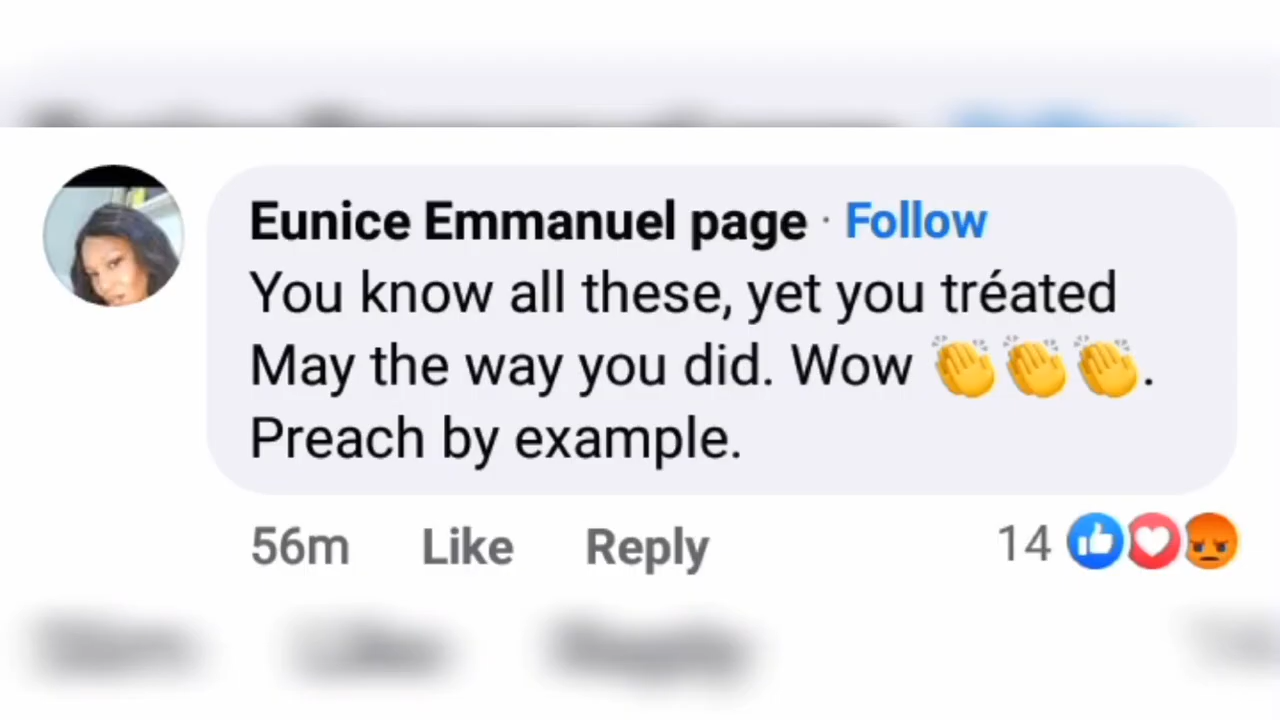 Eunice Emmanuel page · Follow
You know all these, yet you tréated
May the way you did. Wow 👏👏👏.
Preach by example.
56m Like Reply 14